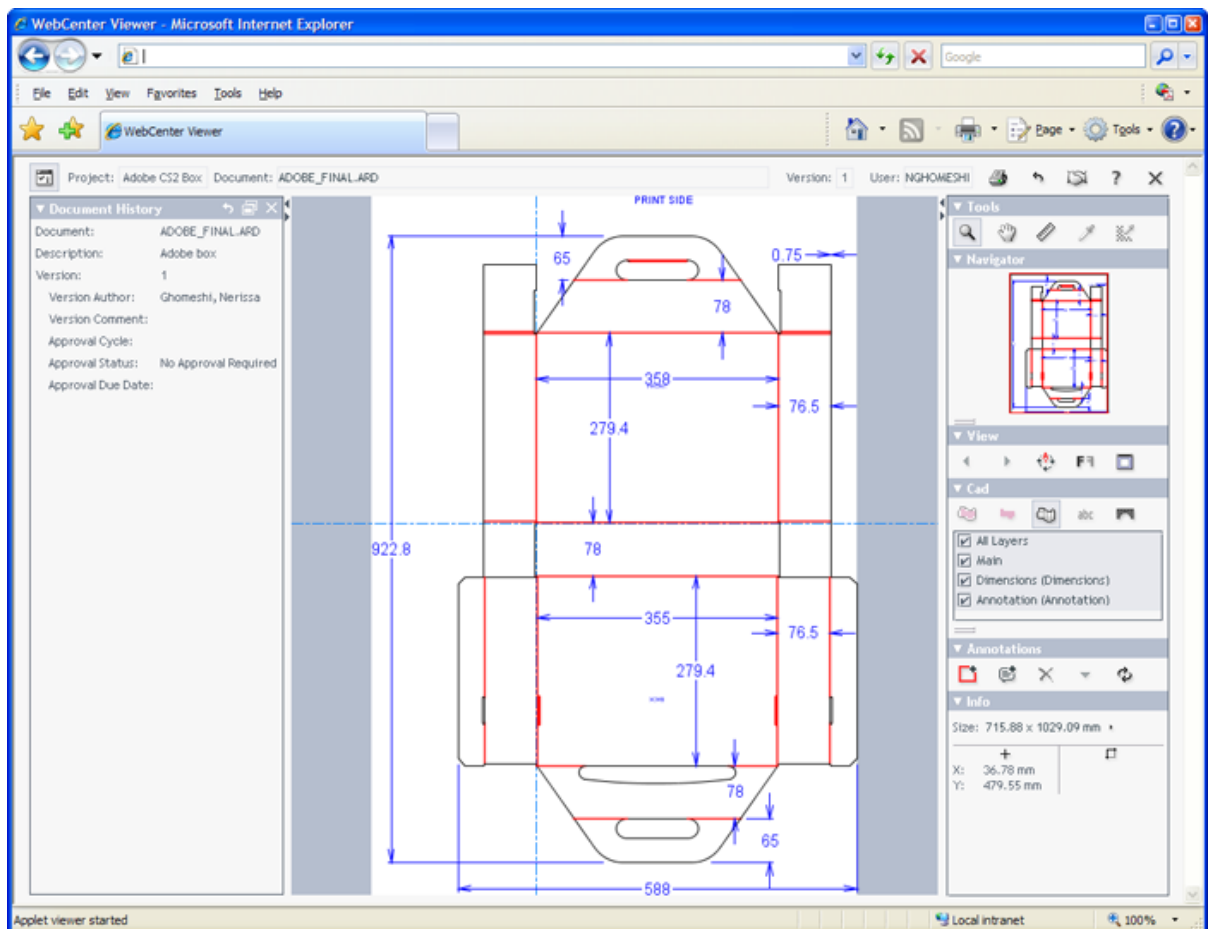 WebCenter Viewer - Microsoft Internet Explorer
Google
File Edit View Favorites Tools Help
WebCenter Viewer
Page Tools
Project: Adobe CS2 Box Document: ADOBE_FINAL.ARD Version: 1 User: NGHOMESHI
Document History
Document: ADOBE_FINAL.ARD
Description: Adobe box
Version: 1
Version Author: Ghomeshi, Nerissa
Version Comment:
Approval Cycle:
Approval Status: No Approval Required
Approval Due Date:
PRINT SIDE
65
0.75
78
358
76.5
279.4
922.8
78
355
76.5
279.4
78
65
588
Tools
Navigator
View
Cad
abc
All Layers
Main
Dimensions (Dimensions)
Annotation (Annotation)
Annotations
Info
Size: 715.88 x 1029.09 mm
X: 36.78 mm
Y: 479.55 mm
Applet viewer started
Local intranet
100%